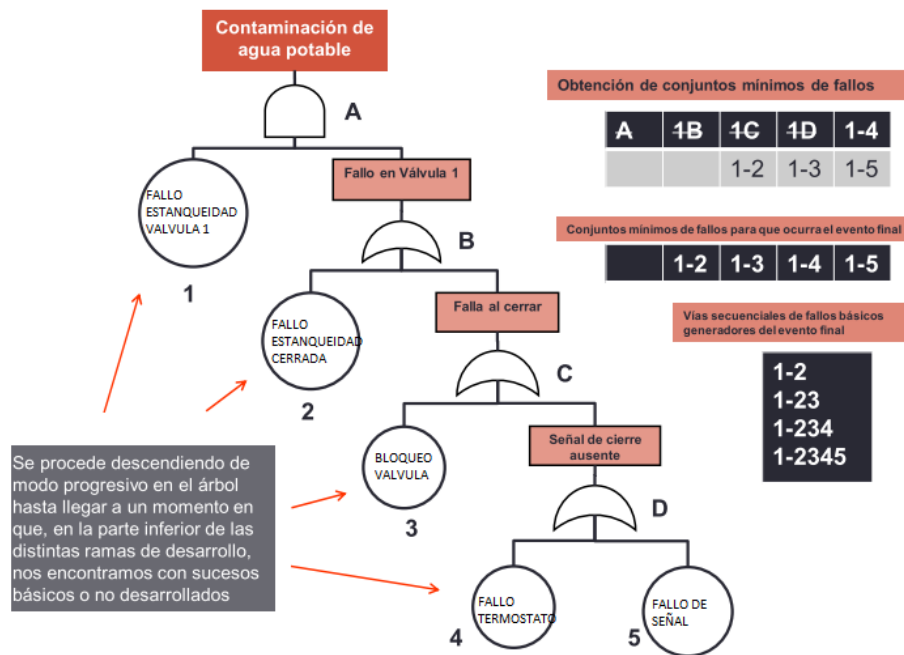 Contaminación de
agua potable
A
Obtención de conjuntos mínimos de fallos
A 1B 1C 1D 1-4
1-2 1-3 1-5
FALLO
ESTANQUEIDAD
VALVULA 1
1
Fallo en Válvula 1
B
Conjuntos mínimos de fallos para que ocurra el evento final
1-2 1-3 1-4 1-5
FALLO
ESTANQUEIDAD
CERRADA
2
Falla al cerrar
C
Vías secuenciales de fallos básicos
generadores del evento final
1-2
1-23
1-234
1-2345
BLOQUEO
VALVULA
3
Señal de cierre
ausente
D
Se procede descendiendo de
modo progresivo en el árbol
hasta llegar a un momento en
que, en la parte inferior de las
distintas ramas de desarrollo,
nos encontramos con sucesos
básicos o no desarrollados
FALLO
TERMOSTATO
4
FALLO DE
SEÑAL
5